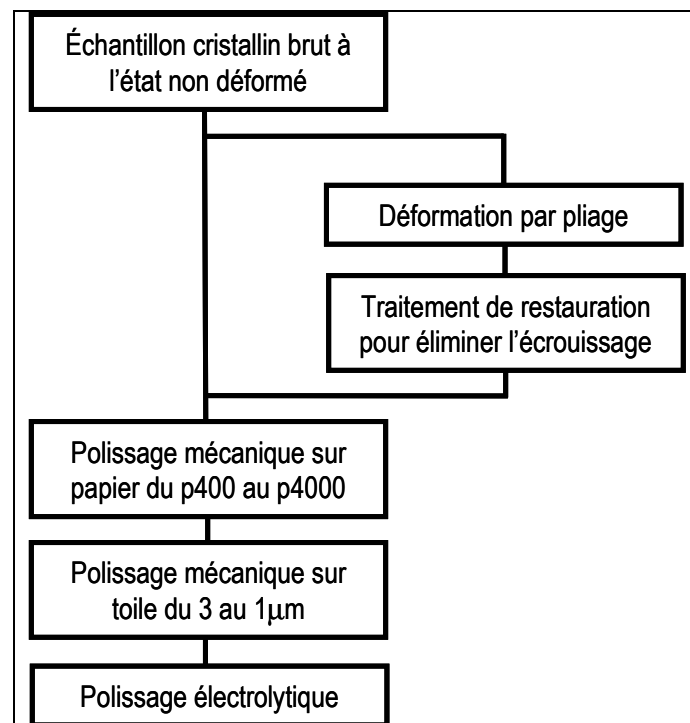 Échantillon cristallin brut à
l'état non déformé
Déformation par pliage
Traitement de restauration
pour éliminer l'écrouissage
Polissage mécanique sur
papier du p400 au p4000
Polissage mécanique sur
toile du 3 au 1μm
Polissage électrolytique